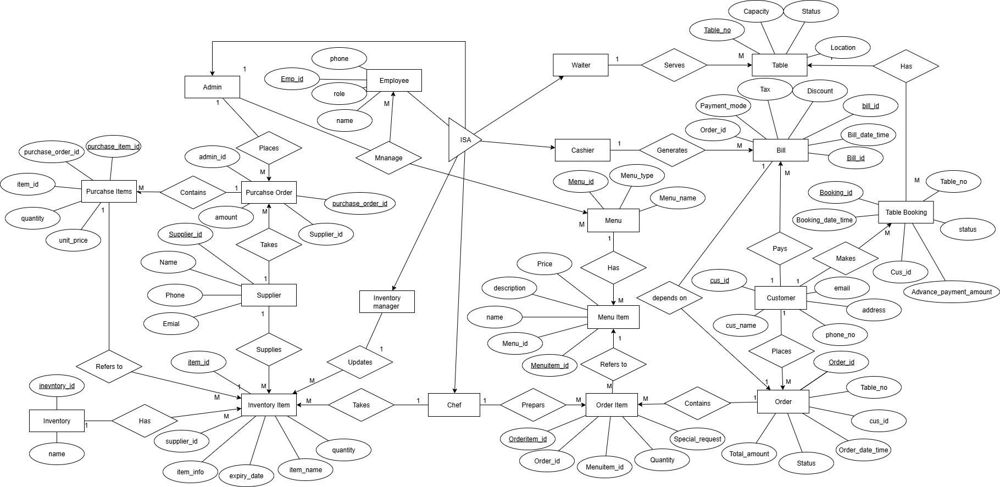 Capacity
Status
Table_no
Location
1
phone
Employee
Emp_id
role
name
M
1
Admin
1
Waiter
1
Serves
M
Table
Has
Tax
Discount
Payment_mode
bill_id
Order_id
Bill_date_time
Bill_id
ISA
Cashier
1
Generates
M
Bill
1
M
Places
M
Mnanage
purchase_order_id
purchase_item_id
item_id
quantity
unit_price
Purcahse Items
1
M
Contains
1
admin_id
Purcahse Order
purchase_order_id
amount
Supplier_id
M
Takes
1
Menu_id
Menu_type
Menu_name
Menu
M
1
Has
M
M
Table_no
Booking_id
Table Booking
Booking_date_time
status
M
Cus_id
Advance_payment_amount
Makes
1
Pays
1
Supplier_id
Name
Phone
Emial
Supplier
1
Supplies
M
Inventory
manager
1
Updates
M
Price
description
name
Menu_id
Menuitem_id
Menu Item
1
Refers to
M
depends on
1
cus_id
Customer
email
address
cus_name
phone_no
1
Places
M
Refers to
M
item_id
1
inevntory_id
Inventory
name
1
Has
M
Inventory Item
supplier_id
item_info
expiry_date
item_name
quantity
M
Takes
1
Chef
1
Prepars
M
Order Item
M
Contains
1
Order
Order_id
Table_no
cus_id
Order_date_time
Status
Total_amount
Orderitem_id
Order_id
Menuitem_id
Quantity
Special_request